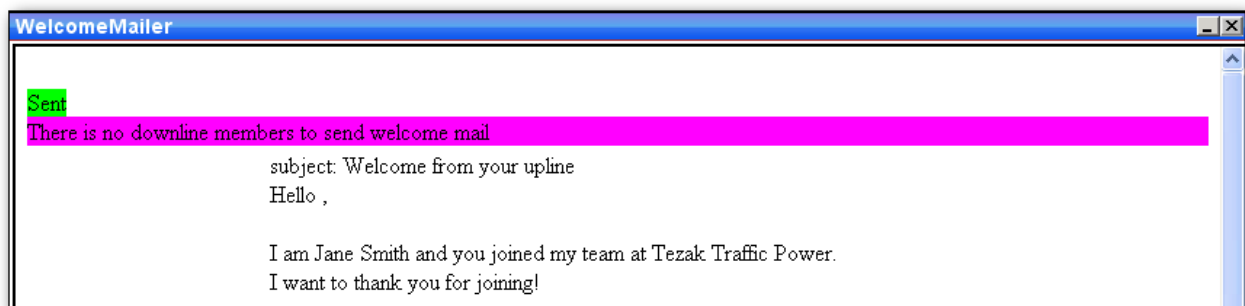 WelcomeMailer
Sent
There is no downline members to send welcome mail
subject: Welcome from your upline
Hello ,
I am Jane Smith and you joined my team at Tezak Traffic Power.
I want to thank you for joining!